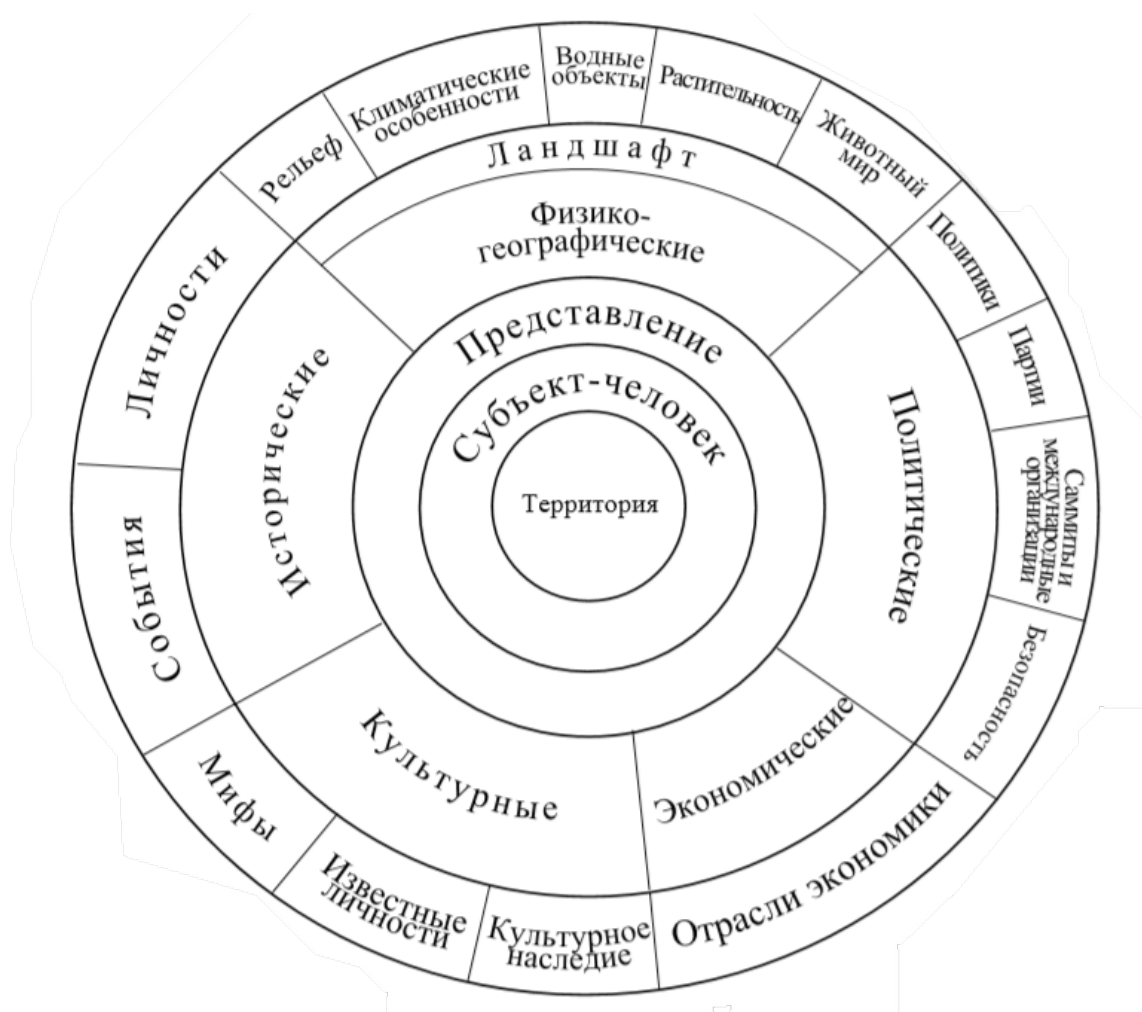 Водные
объекты
Климатические
особенности
Растительность
Рельеф
Животный
мир
Ландшафт
Физико-
географические
Политики
Личности
Представление
Партии
Исторические
Субъект-человек
Политические
Территория
Саммиты и
международные
организации
События
Безопасность
Культурные
Экономические
Мифы
Известные
личности
Культурное
наследие
Отрасли экономики